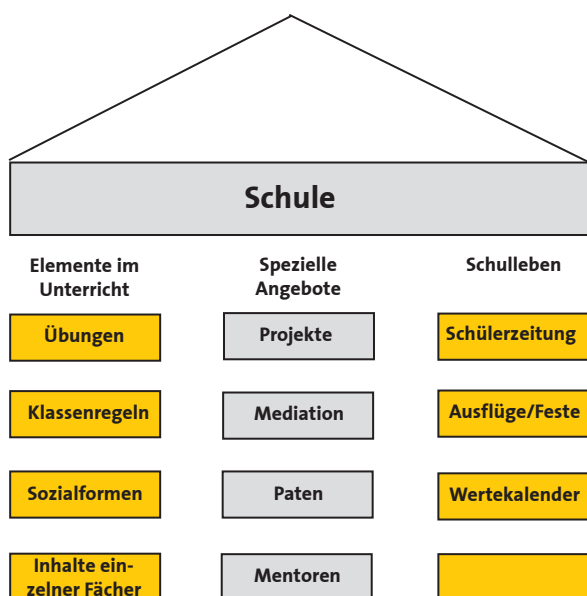 Schule
Elemente im
Unterricht
Übungen
Klassenregeln
Sozialformen
Inhalte ein-
zelner Fächer
Spezielle
Angebote
Projekte
Mediation
Paten
Mentoren
Schulleben
Schülerzeitung
Ausflüge/Feste
Wertekalender